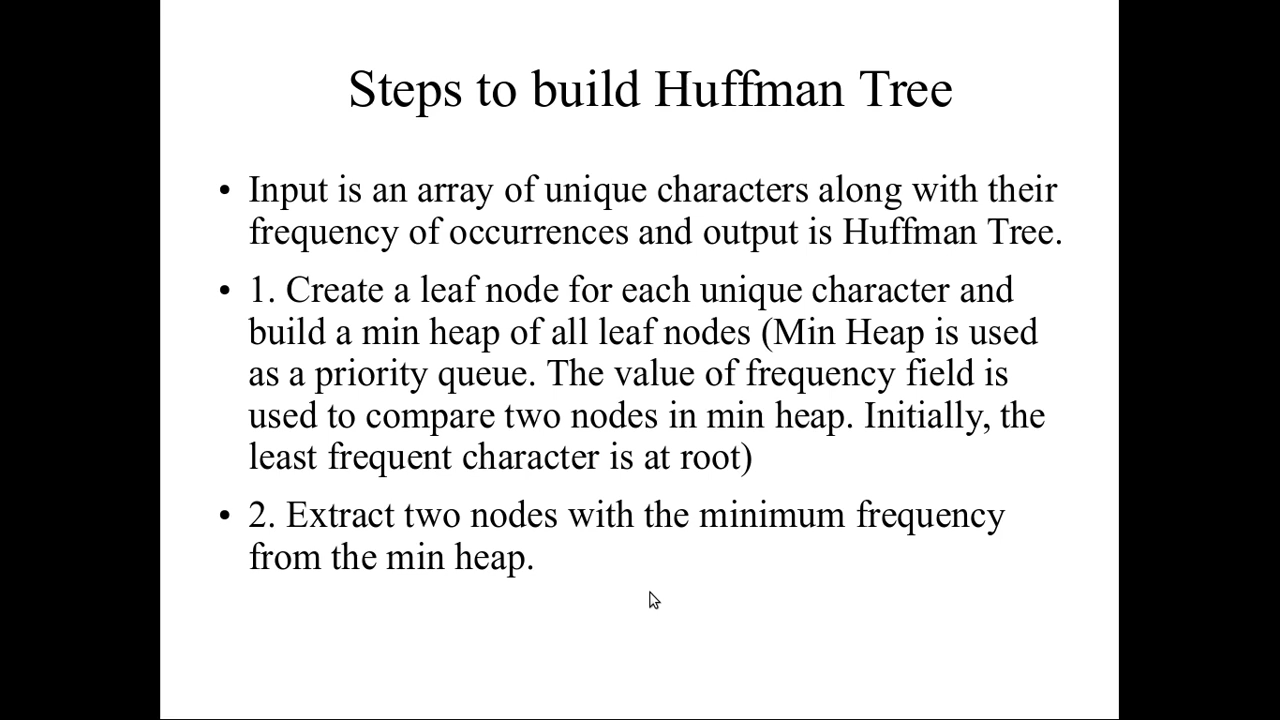 Steps to build Huffman Tree
• Input is an array of unique characters along with their
frequency of occurrences and output is Huffman Tree.
• 1. Create a leaf node for each unique character and
build a min heap of all leaf nodes (Min Heap is used
as a priority queue. The value of frequency field is
used to compare two nodes in min heap. Initially, the
least frequent character is at root)
• 2. Extract two nodes with the minimum frequency
from the min heap.